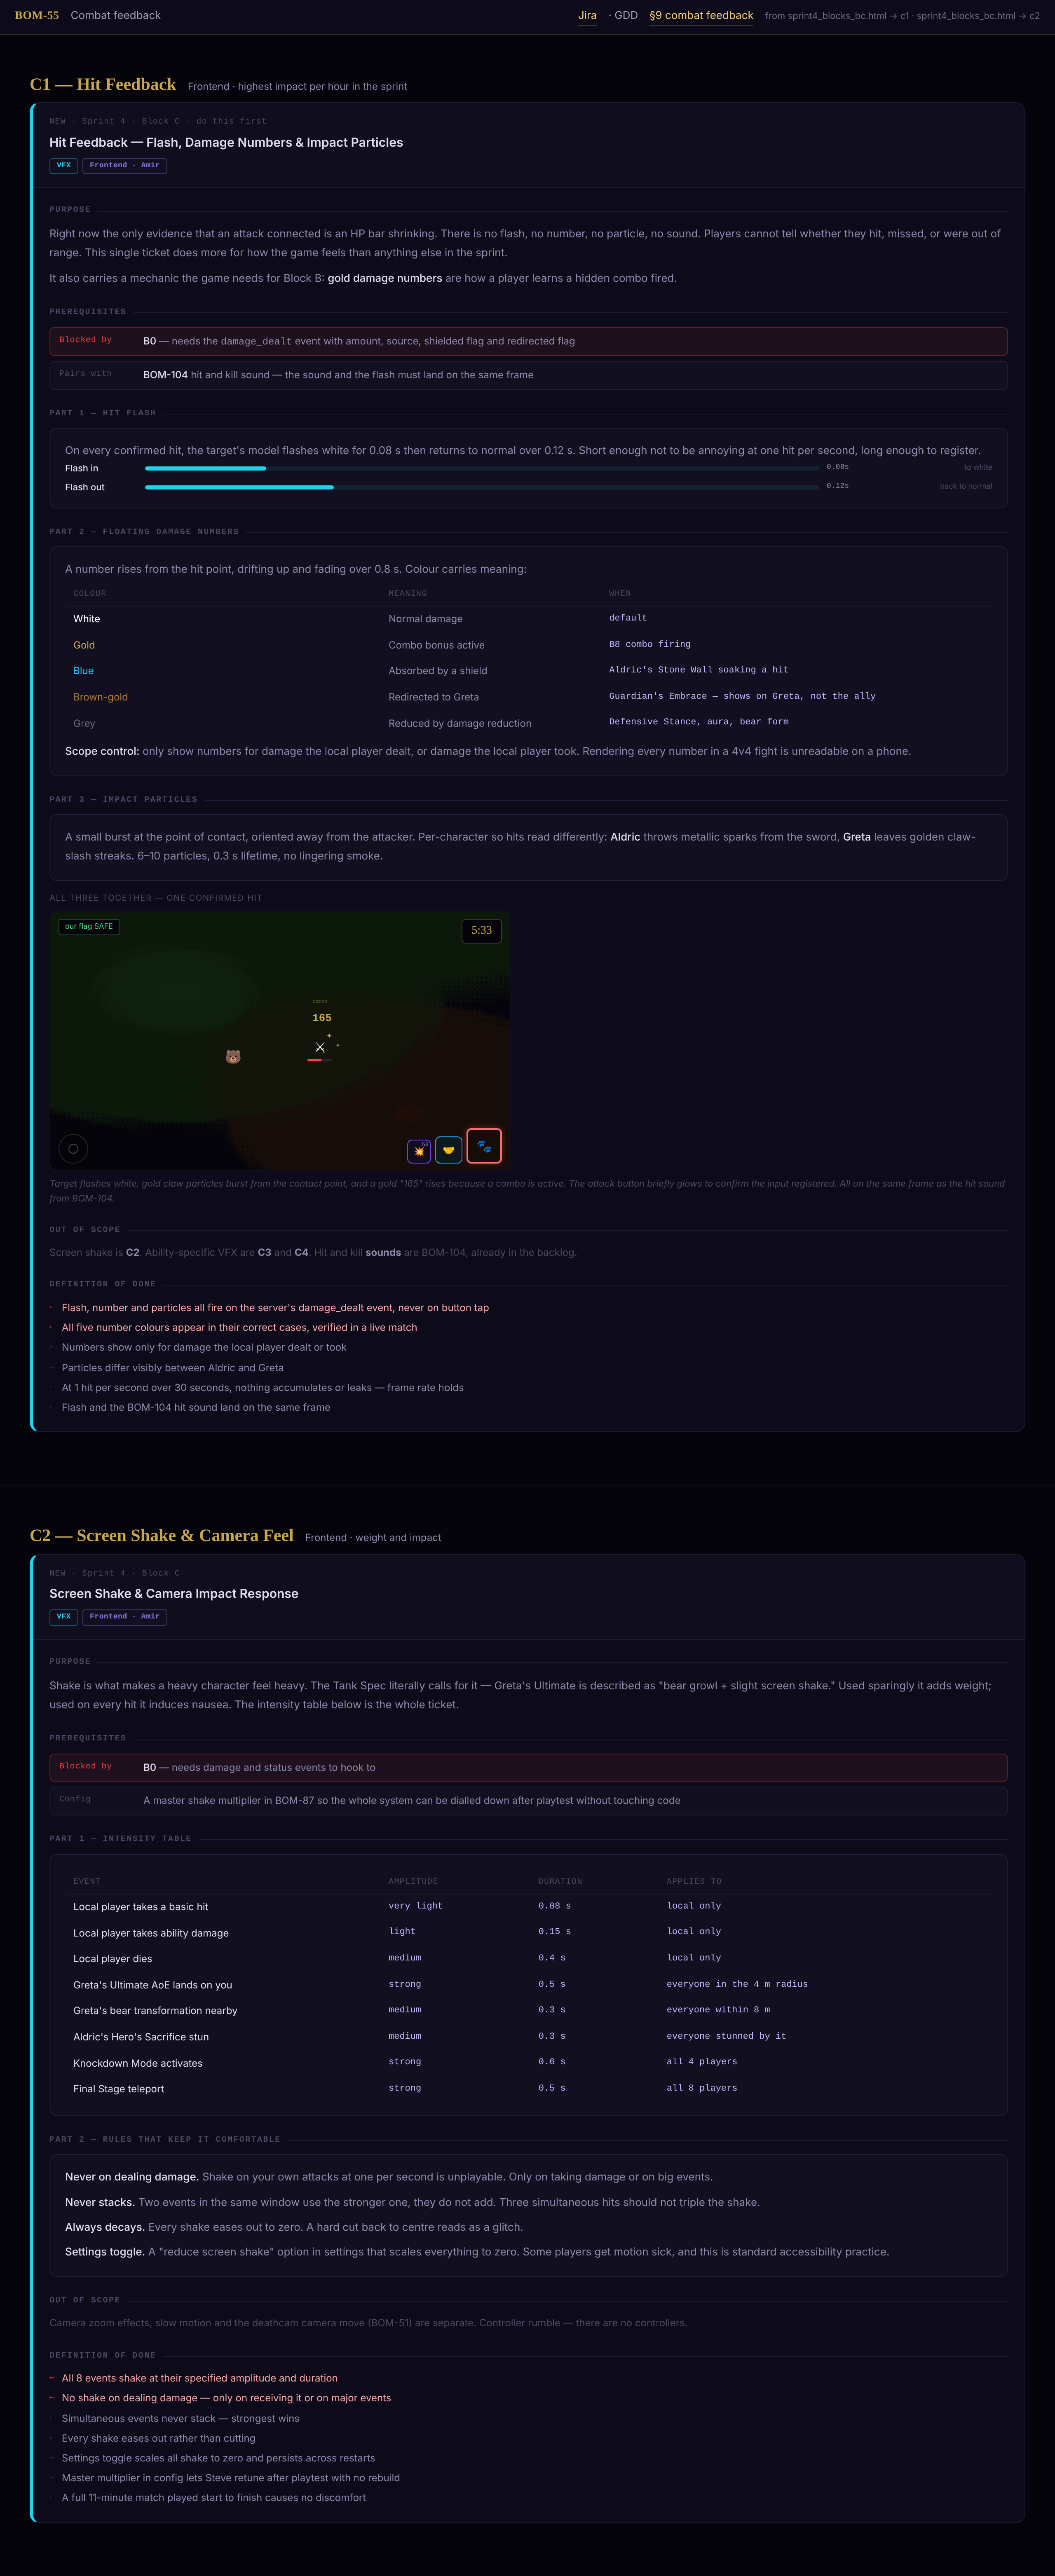 BOM-55 Combat feedback
Jira · GDD §9 combat feedback from sprint4_blocks_bc.html → c1 · sprint4_blocks_bc.html → c2
C1 — Hit Feedback Frontend · highest impact per hour in the sprint
NEW · Sprint 4 · Block C · do this first
Hit Feedback — Flash, Damage Numbers & Impact Particles
VFX Frontend · Amir
PURPOSE
Right now the only evidence that an attack connected is an HP bar shrinking. There is no flash, no number, no particle, no sound. Players cannot tell whether they hit, missed, or were out of
range. This single ticket does more for how the game feels than anything else in the sprint.
It also carries a mechanic the game needs for Block B: gold damage numbers are how a player learns a hidden combo fired.
PREREQUISITES
Blocked by B0 — needs the damage_dealt event with amount, source, shielded flag and redirected flag
Pairs with BOM-104 hit and kill sound — the sound and the flash must land on the same frame
PART 1 — HIT FLASH
On every confirmed hit, the target's model flashes white for 0.08 s then returns to normal over 0.12 s. Short enough not to be annoying at one hit per second, long enough to register.
Flash in 0.08s to white
Flash out 0.12s back to normal
PART 2 — FLOATING DAMAGE NUMBERS
A number rises from the hit point, drifting up and fading over 0.8 s. Colour carries meaning:
COLOUR MEANING WHEN
White Normal damage default
Gold Combo bonus active B8 combo firing
Blue Absorbed by a shield Aldric's Stone Wall soaking a hit
Brown-gold Redirected to Greta Guardian's Embrace — shows on Greta, not the ally
Grey Reduced by damage reduction Defensive Stance, aura, bear form
Scope control: only show numbers for damage the local player dealt, or damage the local player took. Rendering every number in a 4v4 fight is unreadable on a phone.
PART 3 — IMPACT PARTICLES
A small burst at the point of contact, oriented away from the attacker. Per-character so hits read differently: Aldric throws metallic sparks from the sword, Greta leaves golden claw-
slash streaks. 6–10 particles, 0.3 s lifetime, no lingering smoke.
ALL THREE TOGETHER — ONE CONFIRMED HIT
our flag SAFE
5:33
combo
165
Target flashes white, gold claw particles burst from the contact point, and a gold "165" rises because a combo is active. The attack button briefly glows to confirm the input registered. All on the same frame as the hit sound
from BOM-104.
OUT OF SCOPE
Screen shake is C2. Ability-specific VFX are C3 and C4. Hit and kill sounds are BOM-104, already in the backlog.
DEFINITION OF DONE
Flash, number and particles all fire on the server's damage_dealt event, never on button tap
All five number colours appear in their correct cases, verified in a live match
Numbers show only for damage the local player dealt or took
Particles differ visibly between Aldric and Greta
At 1 hit per second over 30 seconds, nothing accumulates or leaks — frame rate holds
Flash and the BOM-104 hit sound land on the same frame
C2 — Screen Shake & Camera Feel Frontend · weight and impact
NEW · Sprint 4 · Block C
Screen Shake & Camera Impact Response
VFX Frontend · Amir
PURPOSE
Shake is what makes a heavy character feel heavy. The Tank Spec literally calls for it — Greta's Ultimate is described as "bear growl + slight screen shake." Used sparingly it adds weight;
used on every hit it induces nausea. The intensity table below is the whole ticket.
PREREQUISITES
Blocked by B0 — needs damage and status events to hook to
Config A master shake multiplier in BOM-87 so the whole system can be dialled down after playtest without touching code
PART 1 — INTENSITY TABLE
EVENT AMPLITUDE DURATION APPLIES TO
Local player takes a basic hit very light 0.08 s local only
Local player takes ability damage light 0.15 s local only
Local player dies medium 0.4 s local only
Greta's Ultimate AoE lands on you strong 0.5 s everyone in the 4 m radius
Greta's bear transformation nearby medium 0.3 s everyone within 8 m
Aldric's Hero's Sacrifice stun medium 0.3 s everyone stunned by it
Knockdown Mode activates strong 0.6 s all 4 players
Final Stage teleport strong 0.5 s all 8 players
PART 2 — RULES THAT KEEP IT COMFORTABLE
Never on dealing damage. Shake on your own attacks at one per second is unplayable. Only on taking damage or on big events.
Never stacks. Two events in the same window use the stronger one, they do not add. Three simultaneous hits should not triple the shake.
Always decays. Every shake eases out to zero. A hard cut back to centre reads as a glitch.
Settings toggle. A "reduce screen shake" option in settings that scales everything to zero. Some players get motion sick, and this is standard accessibility practice.
OUT OF SCOPE
Camera zoom effects, slow motion and the deathcam camera move (BOM-51) are separate. Controller rumble — there are no controllers.
DEFINITION OF DONE
All 8 events shake at their specified amplitude and duration
No shake on dealing damage — only on receiving it or on major events
Simultaneous events never stack — strongest wins
Every shake eases out rather than cutting
Settings toggle scales all shake to zero and persists across restarts
Master multiplier in config lets Steve retune after playtest with no rebuild
A full 11-minute match played start to finish causes no discomfort